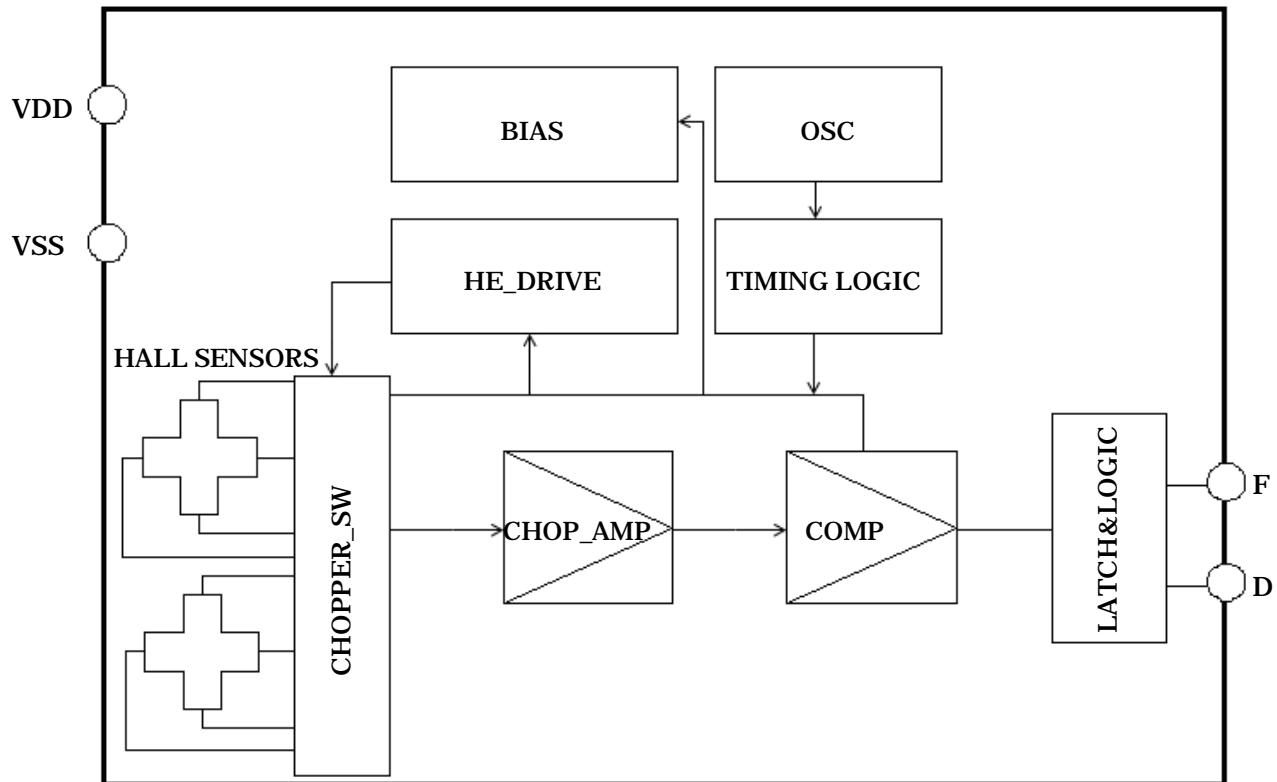 VDD
BIAS
OSC
VSS
HE_DRIVE
TIMING LOGIC
HALL SENSORS
CHOPPER_SW
CHOP_AMP
COMP
LATCH&LOGIC
F
D